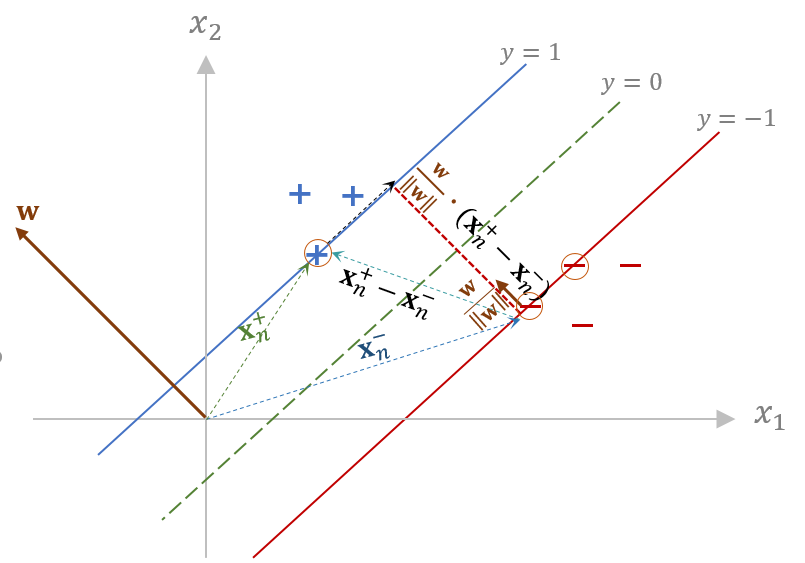 x₂
y = 1
y = 0
y = −1
w
w/‖w‖ · (xₙ⁺ − xₙ⁻)
xₙ⁺ − xₙ⁻
w/‖w‖
xₙ⁺
xₙ⁻
x₁